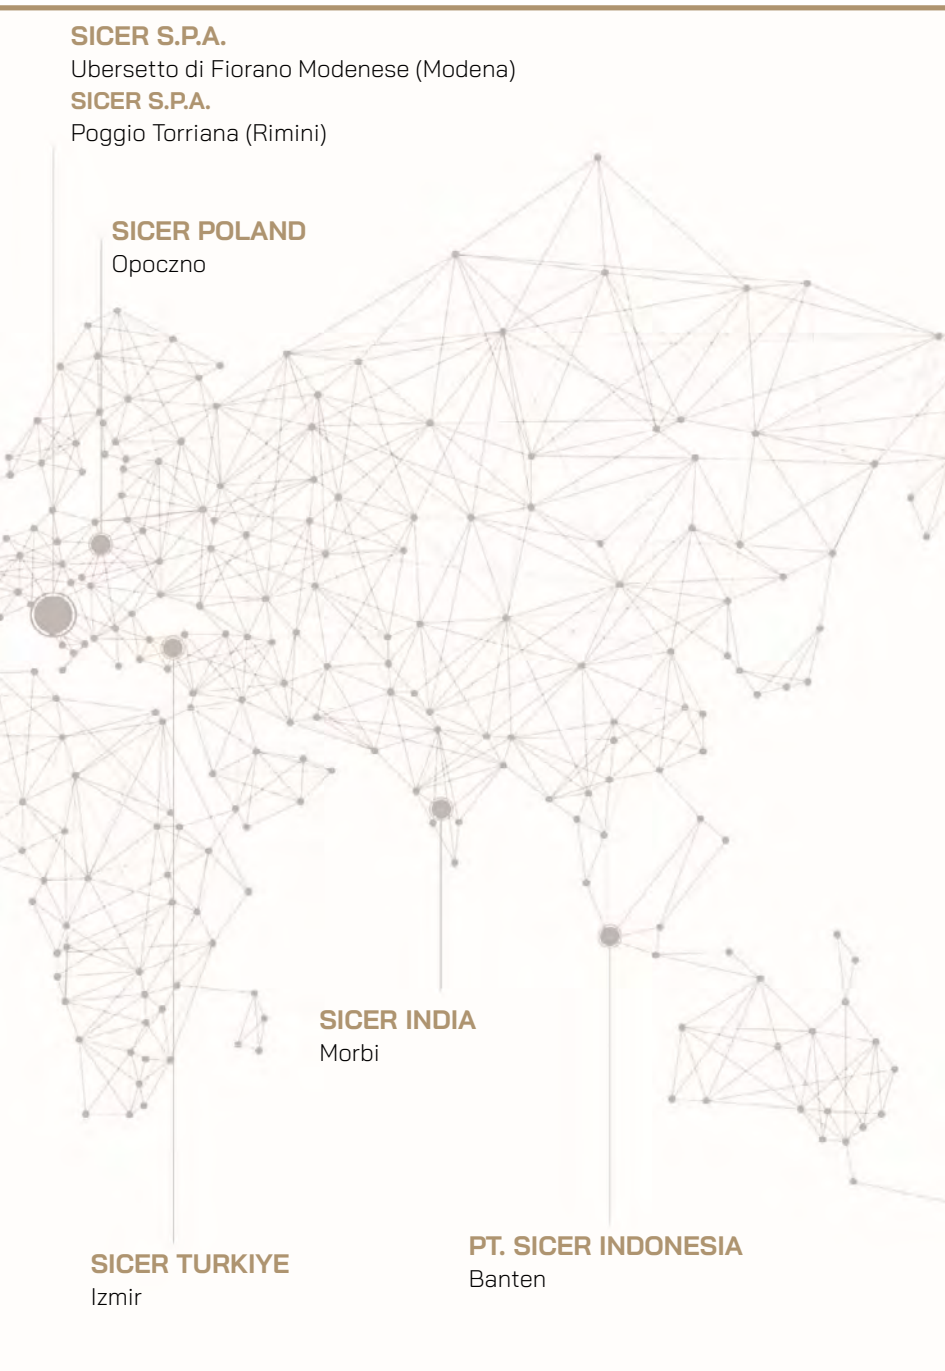 SICER S.P.A.
Ubersetto di Fiorano Modenese (Modena)
SICER S.P.A.
Poggio Torriana (Rimini)
SICER POLAND
Opoczno
SICER INDIA
Morbi
PT. SICER INDONESIA
Banten
SICER TURKIYE
Izmir